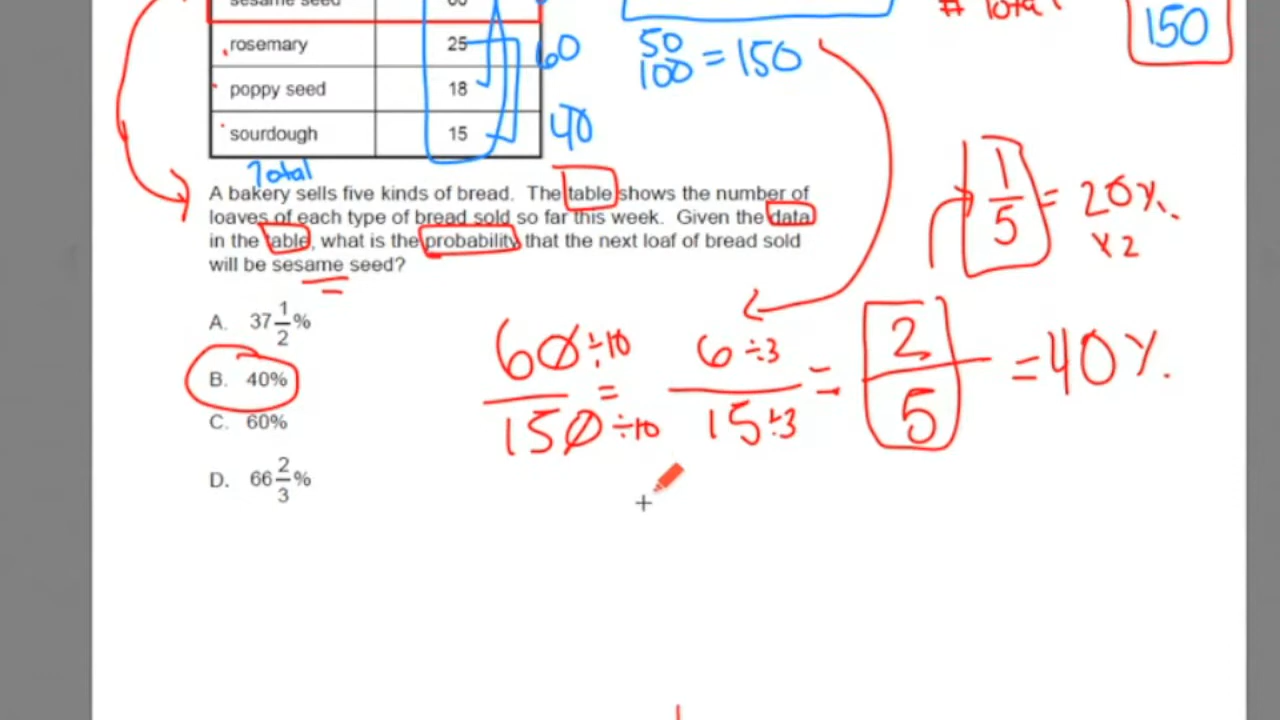 sesame seed 60
# Total
150
rosemary 25 60
50
100 = 150
poppy seed 18
sourdough 15 40
Total
A bakery sells five kinds of bread. The table shows the number of
loaves of each type of bread sold so far this week. Given the data
in the table, what is the probability that the next loaf of bread sold
will be sesame seed?
1/5 = 20%.
x2
A. 37 1/2 %
B. 40%
C. 60%
D. 66 2/3 %
60 ÷10 / 150 ÷10 = 6 ÷3 / 15 ÷3 = 2/5 = 40%.